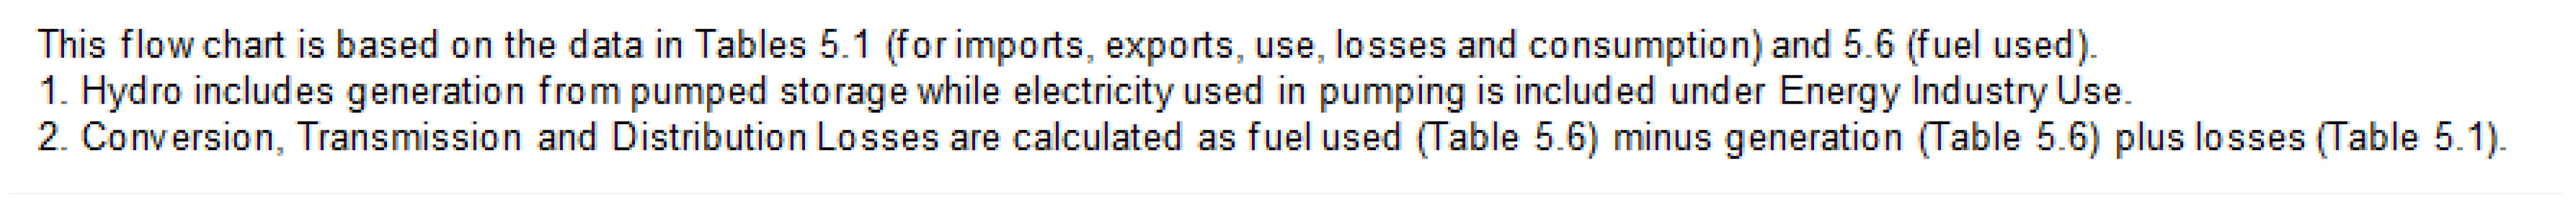 This flow chart is based on the data in Tables 5.1 (for imports, exports, use, losses and consumption) and 5.6 (fuel used).
1. Hydro includes generation from pumped storage while electricity used in pumping is included under Energy Industry Use.
2. Conversion, Transmission and Distribution Losses are calculated as fuel used (Table 5.6) minus generation (Table 5.6) plus losses (Table 5.1).